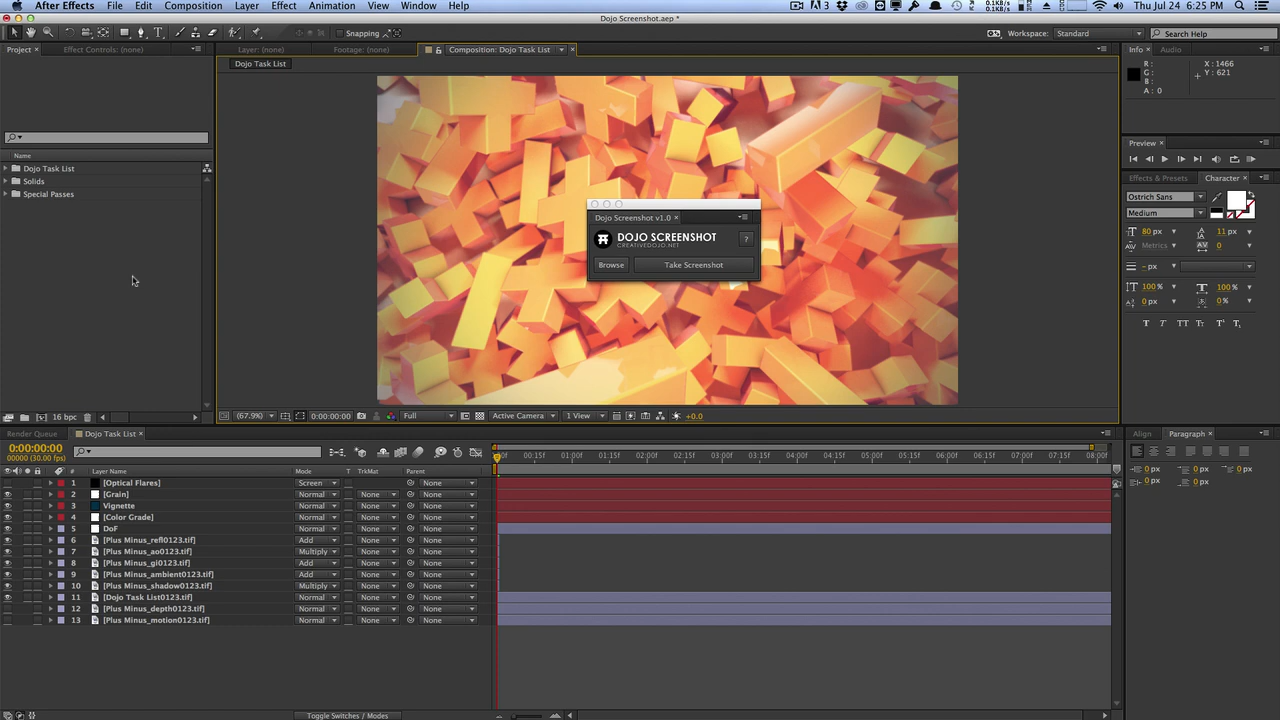 After Effects File Edit Composition Layer Effect Animation View Window Help
3 0.1KB/s 0.1KB/s Thu Jul 24 6:25 PM
Dojo Screenshot.aep *
Snapping Workspace: Standard Search Help
Project × Effect Controls: (none) Layer: (none) Footage: (none) Composition: Dojo Task List × Info × Audio
Dojo Task List
R: G: B: A: 0
X: 1466
Y: 621
Name
Dojo Task List
Solids
Special Passes
Preview ×
Effects & Presets Character ×
Ostrich Sans
Medium
80 px 11 px
Metrics 0
- px
100% 100%
0 px 0 %
T T TT Tr T T
Dojo Screenshot v1.0 ×
DOJO SCREENSHOT ?
CREATIVEDOJO.NET
Browse Take Screenshot
16 bpc (67.9%) 0:00:00:00 Full Active Camera 1 View +0.0
Render Queue Dojo Task List × Align Paragraph ×
0:00:00:00
00000 (30.00 fps)
00f 00:15f 01:00f 01:15f 02:00f 02:15f 03:00f 03:15f 04:00f 04:15f 05:00f 05:15f 06:00f 06:15f 07:00f 07:15f 08:00f
0 px 0 px 0 px
0 px 0 px
# Layer Name Mode T TrkMat Parent
1 [Optical Flares] Screen None
2 [Grain] Normal None None
3 Vignette Normal None None
4 [Color Grade] Normal None None
5 DoF Normal None None
6 [Plus Minus_refl0123.tif] Add None None
7 [Plus Minus_ao0123.tif] Multiply None None
8 [Plus Minus_gi0123.tif] Add None None
9 [Plus Minus_ambient0123.tif] Add None None
10 [Plus Minus_shadow0123.tif] Multiply None None
11 [Dojo Task List0123.tif] Normal None None
12 [Plus Minus_depth0123.tif] Normal None None
13 [Plus Minus_motion0123.tif] Normal None None
Toggle Switches / Modes